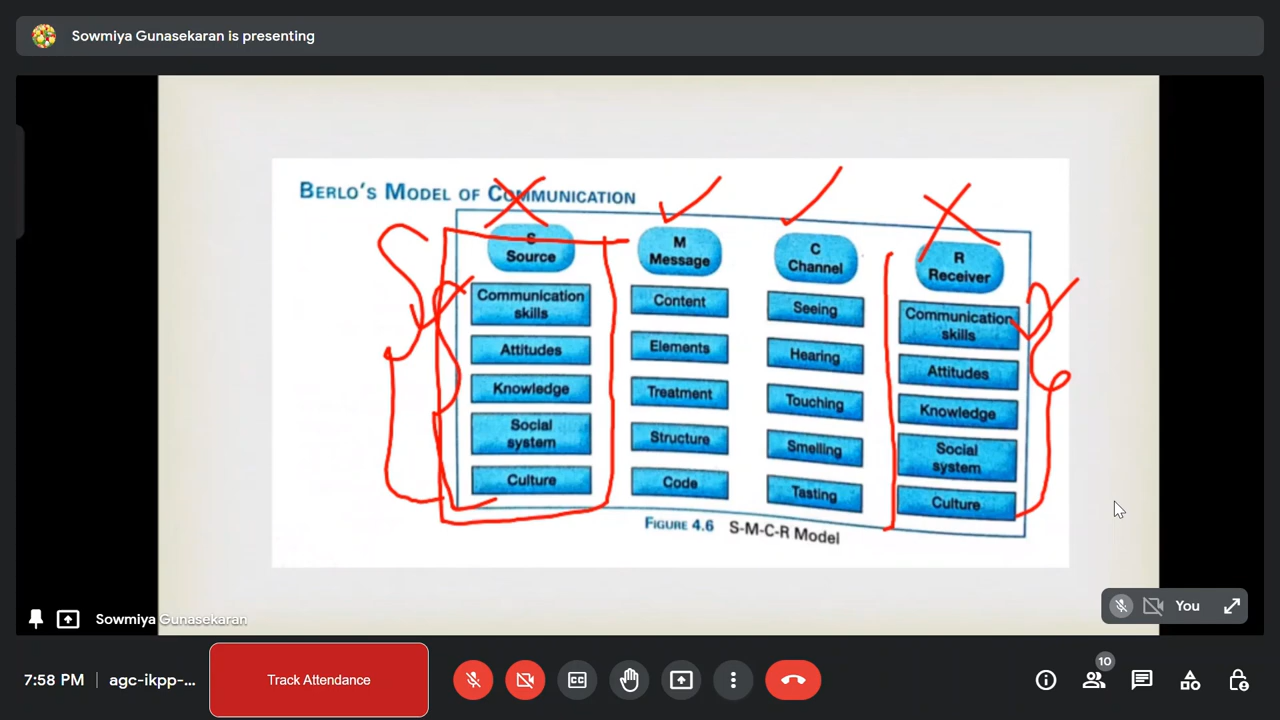 Sowmiya Gunasekaran is presenting
BERLO'S MODEL OF COMMUNICATION
S
Source
Communication
skills
Attitudes
Knowledge
Social
system
Culture
M
Message
Content
Elements
Treatment
Structure
Code
C
Channel
Seeing
Hearing
Touching
Smelling
Tasting
R
Receiver
Communication
skills
Attitudes
Knowledge
Social
system
Culture
FIGURE 4.6 S-M-C-R Model
Sowmiya Gunasekaran
You
7:58 PM | agc-ikpp-...
Track Attendance
CC
10